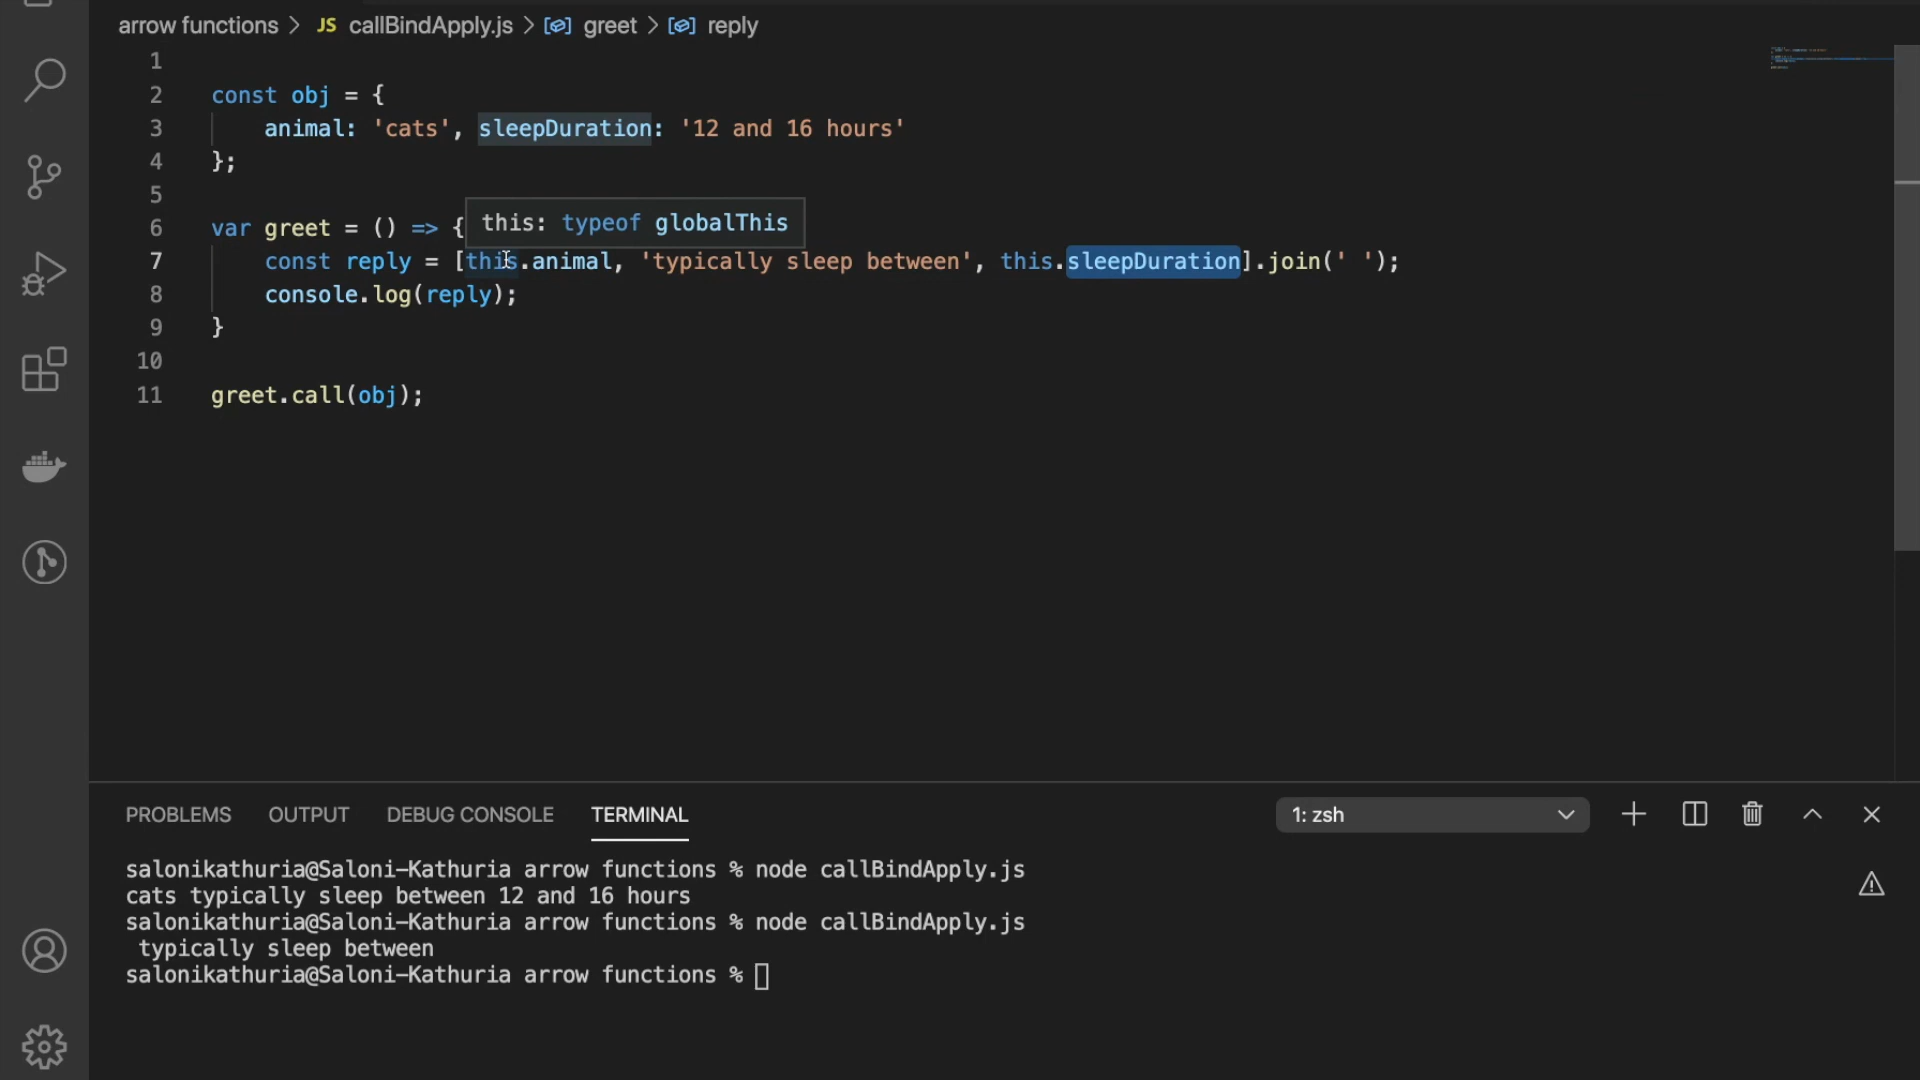 arrow functions > JS callBindApply.js > greet > reply
1
2 const obj = {
3 animal: 'cats', sleepDuration: '12 and 16 hours'
4 };
5
this: typeof globalThis
6 var greet = () => {
7 const reply = [this.animal, 'typically sleep between', this.sleepDuration].join(' ');
8 console.log(reply);
9 }
10
11 greet.call(obj);
PROBLEMS OUTPUT DEBUG CONSOLE TERMINAL 1: zsh
salonikathuria@Saloni-Kathuria arrow functions % node callBindApply.js
cats typically sleep between 12 and 16 hours
salonikathuria@Saloni-Kathuria arrow functions % node callBindApply.js
typically sleep between
salonikathuria@Saloni-Kathuria arrow functions %